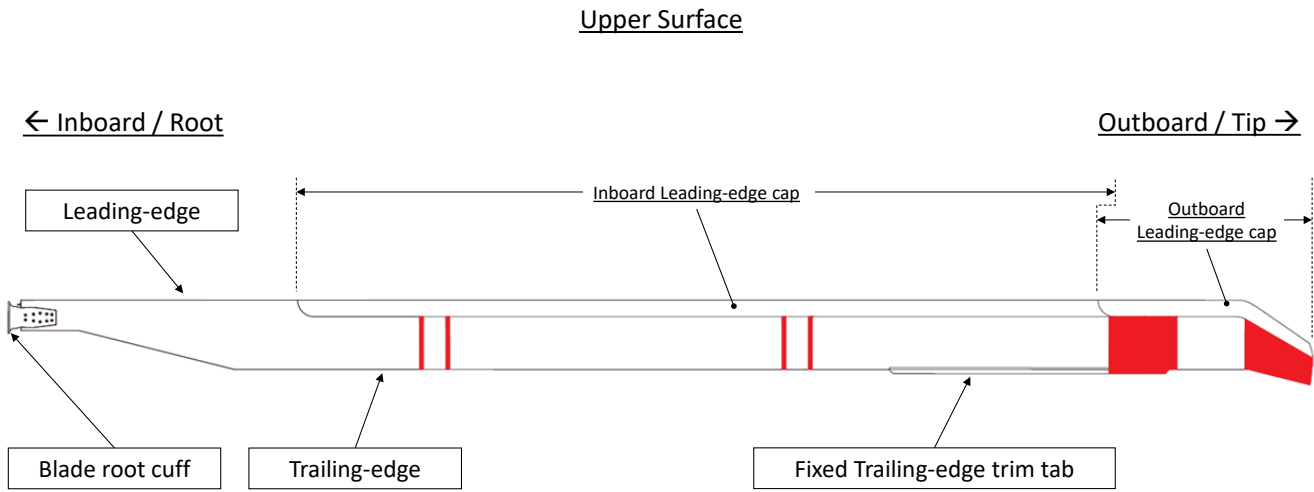 Upper Surface
← Inboard / Root
Outboard / Tip →
Inboard Leading-edge cap
Outboard
Leading-edge cap
Leading-edge
Blade root cuff
Trailing-edge
Fixed Trailing-edge trim tab